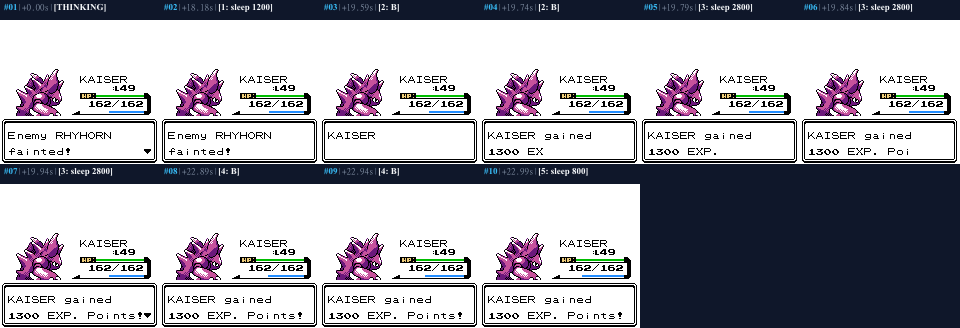 #01|+0.00s|[THINKING]
KAISER
:L49
HP:
162/162
Enemy RHYHORN
fainted!▼
#02|+18.18s|[1: sleep 1200]
KAISER
:L49
HP:
162/162
Enemy RHYHORN
fainted!
#03|+19.59s|[2: B]
KAISER
:L49
HP:
162/162
KAISER
#04|+19.74s|[2: B]
KAISER
:L49
HP:
162/162
KAISER gained
1300 EX
#05|+19.79s|[3: sleep 2800]
KAISER
:L49
HP:
162/162
KAISER gained
1300 EXP.
#06|+19.84s|[3: sleep 2800]
KAISER
:L49
HP:
162/162
KAISER gained
1300 EXP. Poi
#07|+19.94s|[3: sleep 2800]
KAISER
:L49
HP:
162/162
KAISER gained
1300 EXP. Points!▼
#08|+22.89s|[4: B]
KAISER
:L49
HP:
162/162
KAISER gained
1300 EXP. Points!
#09|+22.94s|[4: B]
KAISER
:L49
HP:
162/162
KAISER gained
1300 EXP. Points!
#10|+22.99s|[5: sleep 800]
KAISER
:L49
HP:
162/162
KAISER gained
1300 EXP. Points!